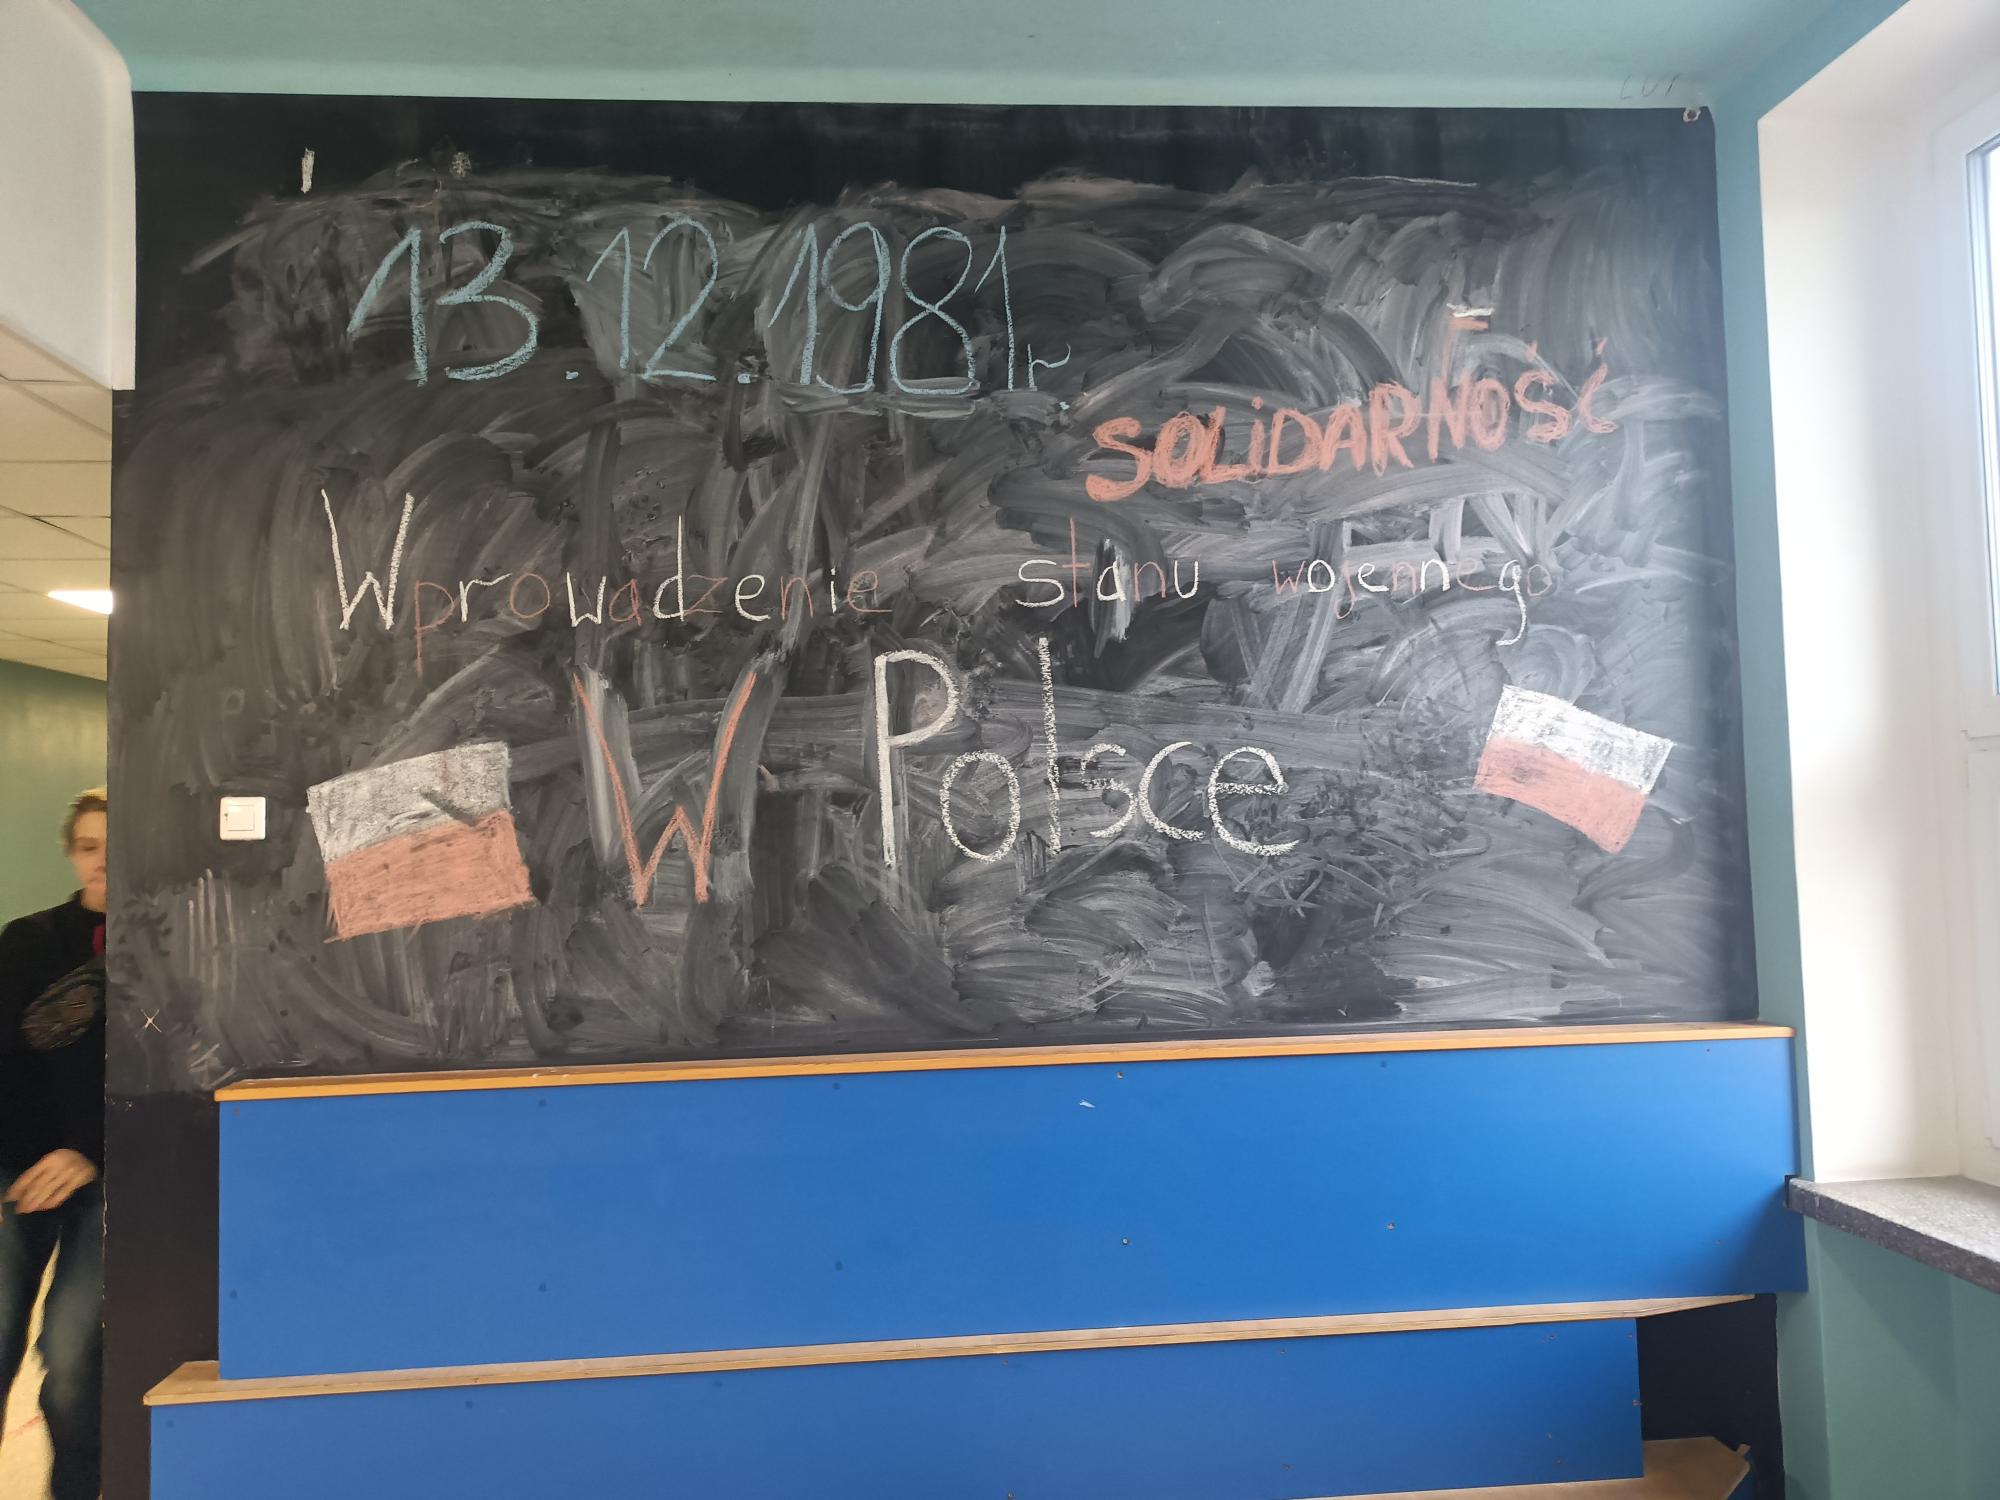 13.12.1981r.
SOLiDARNOŚĆ
Wprowadzenie stanu wojennego
W Polsce